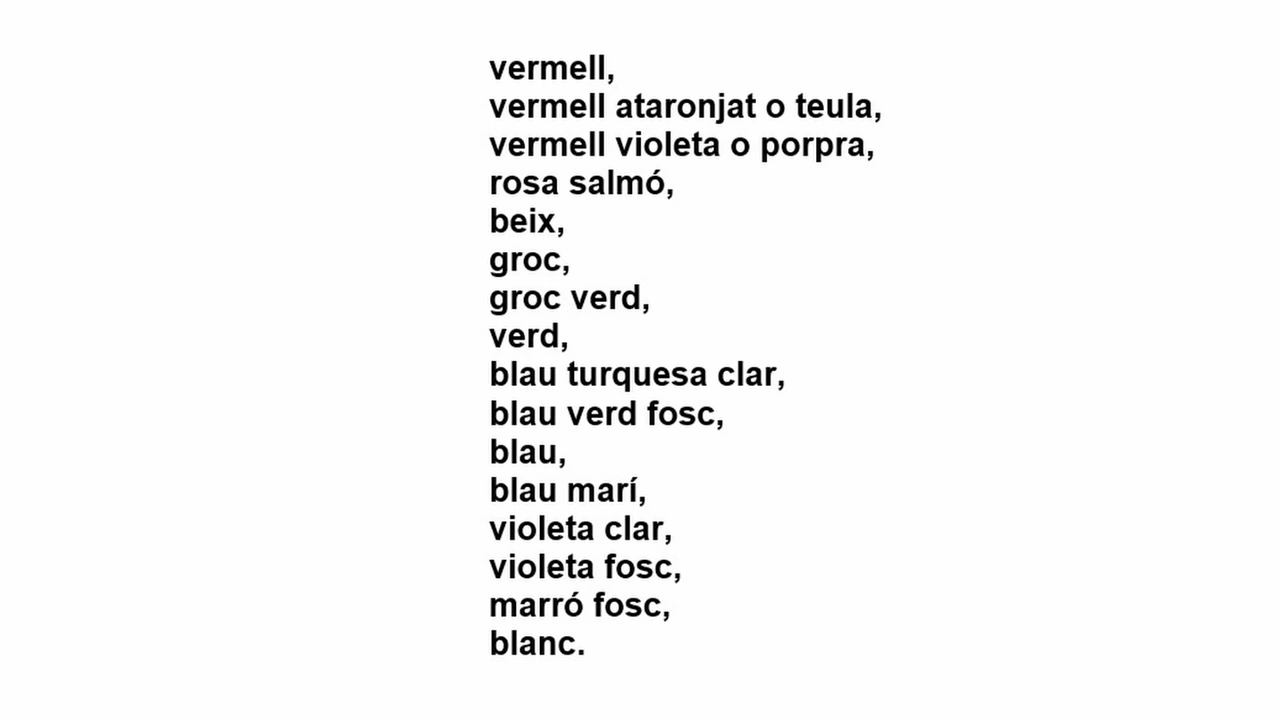 vermell,
vermell ataronjat o teula,
vermell violeta o porpra,
rosa salmó,
beix,
groc,
groc verd,
verd,
blau turquesa clar,
blau verd fosc,
blau,
blau marí,
violeta clar,
violeta fosc,
marró fosc,
blanc.